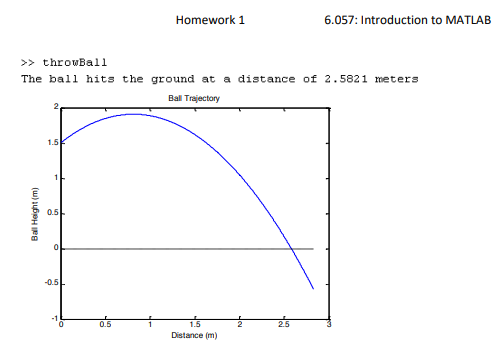 Homework 1 6.057: Introduction to MATLAB
>> throwBall
The ball hits the ground at a distance of 2.5821 meters
Ball Trajectory
2
1.5
1
0.5
0
-0.5
-1
Ball Height (m)
0 0.5 1 1.5 2 2.5 3
Distance (m)